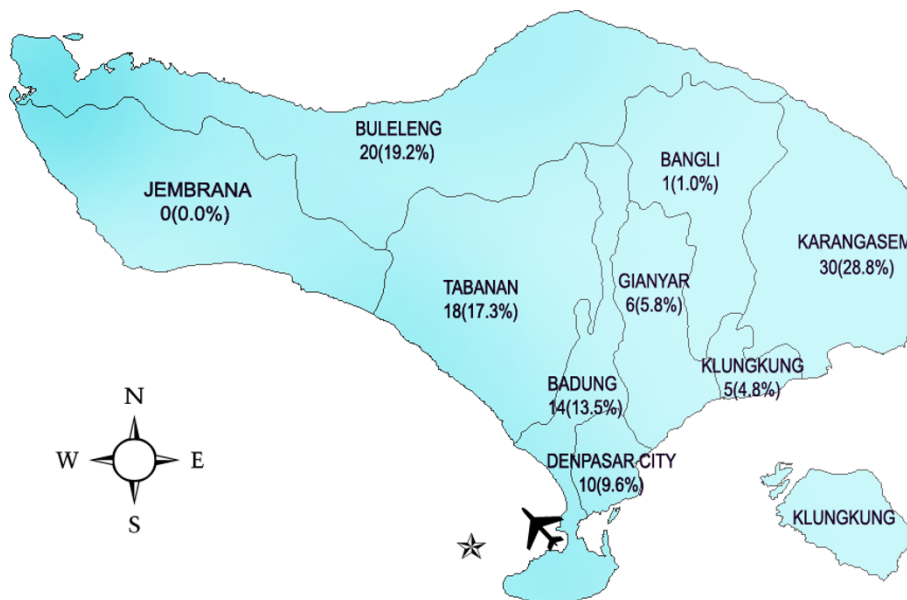 BULELENG
20(19.2%)
BANGLI
1(1.0%)
JEMBRANA
0(0.0%)
KARANGASEM
30(28.8%)
TABANAN
18(17.3%)
GIANYAR
6(5.8%)
KLUNGKUNG
5(4.8%)
BADUNG
14(13.5%)
DENPASAR CITY
10(9.6%)
N
W
E
S
KLUNGKUNG